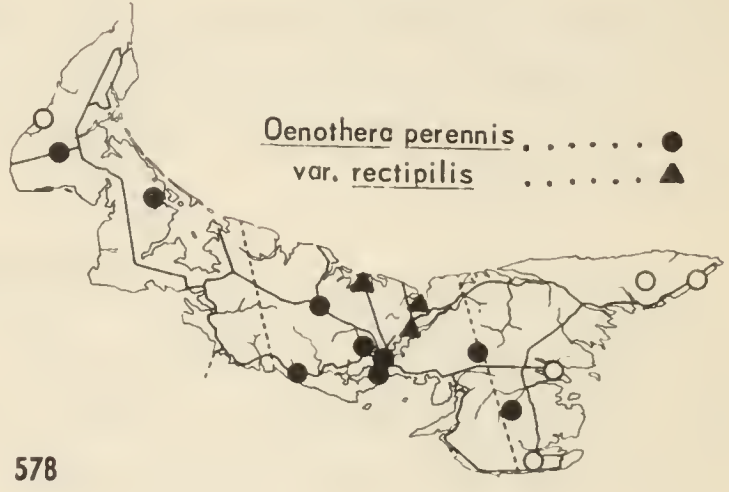 Oenothera perennis . . . . . . ●
var. rectipilis . . . . . . ▲
578